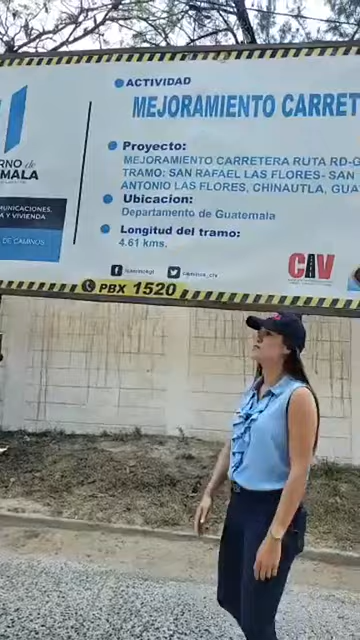 ACTIVIDAD
MEJORAMIENTO CARRET
Proyecto:
MEJORAMIENTO CARRETERA RUTA RD-G
TRAMO: SAN RAFAEL LAS FLORES- SAN
ANTONIO LAS FLORES, CHINAUTLA, GUA
Ubicacion:
Departamento de Guatemala
Longitud del tramo:
4.61 kms.
RNO de
MALA
MUNICACIONES,
A Y VIVIENDA
DE CAMINOS
CIV
PBX 1520